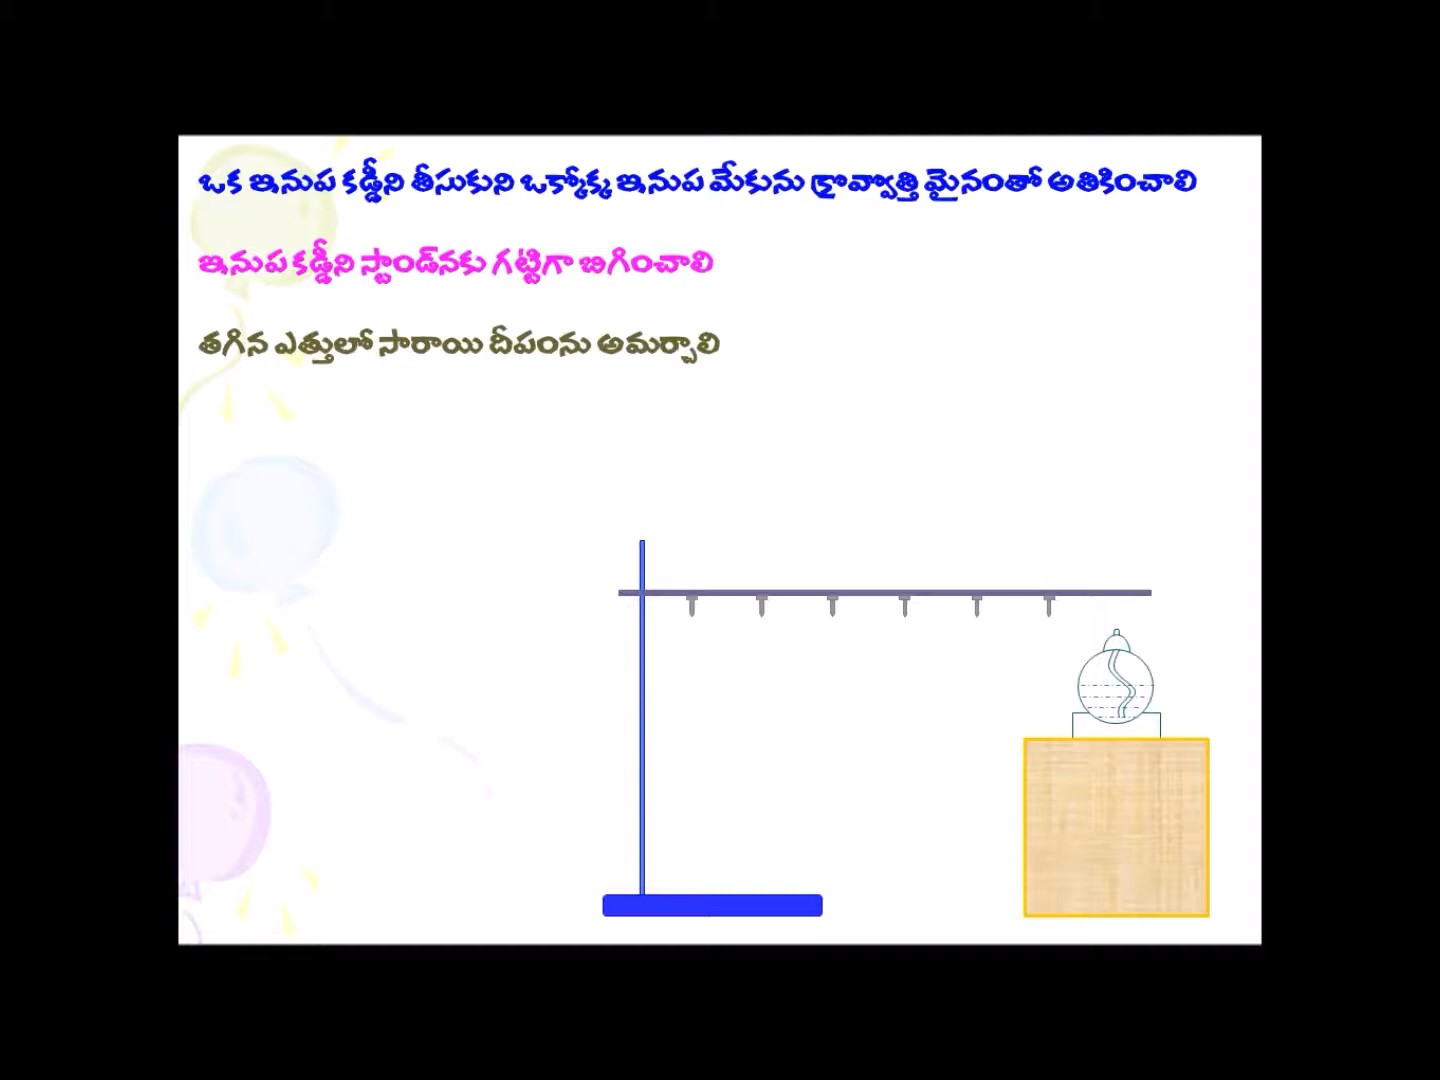 ఒక ఇనుప కడ్డీని తీసుకుని ఒక్కోక్క ఇనుప మేకును క్రొవ్వొత్తి మైనంతో అతికించాలి
ఇనుప కడ్డీని స్టాండ్‌నకు గట్టిగా బిగించాలి
తగిన ఎత్తులో సారాయి దీపంను అమర్చాలి